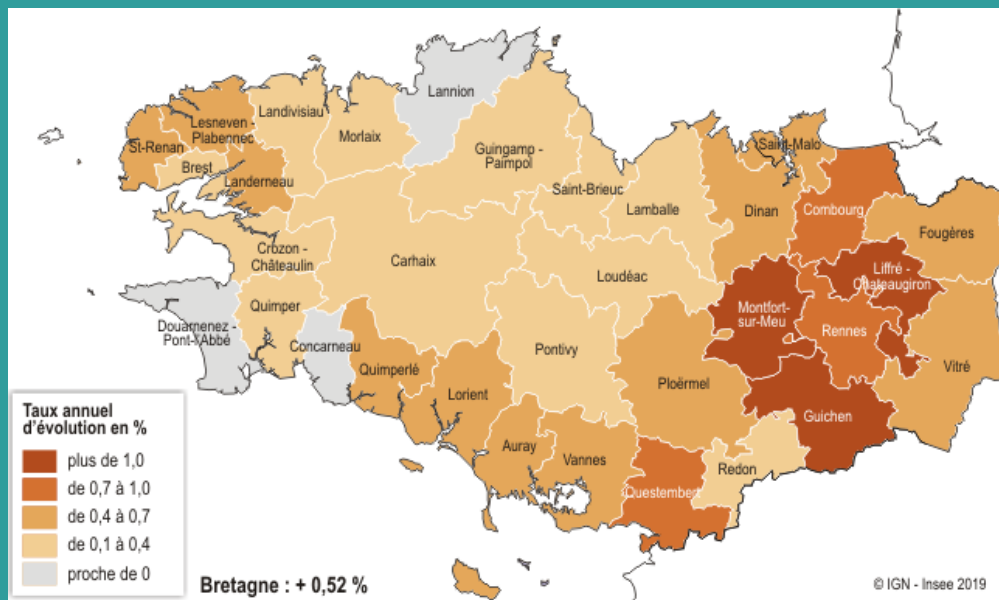 Lannion
Landivisiau
Lesneven -
Plabennec
Morlaix
St-Renan
Guingamp -
Paimpol
Saint-Malo
Brest
Landerneau
Saint-Brieuc
Lamballe
Dinan
Combourg
Fougères
Crozon -
Châteaulin
Carhaix
Loudéac
Liffré -
Chateaugiron
Quimper
Montfort-
sur-Meu
Rennes
Douarnenez -
Pont-l'Abbé
Concarneau
Pontivy
Quimperlé
Ploërmel
Vitré
Lorient
Guichen
Auray
Vannes
Redon
Questembert
Taux annuel
d'évolution en %
plus de 1,0
de 0,7 à 1,0
de 0,4 à 0,7
de 0,1 à 0,4
proche de 0
Bretagne : + 0,52 %
© IGN - Insee 2019